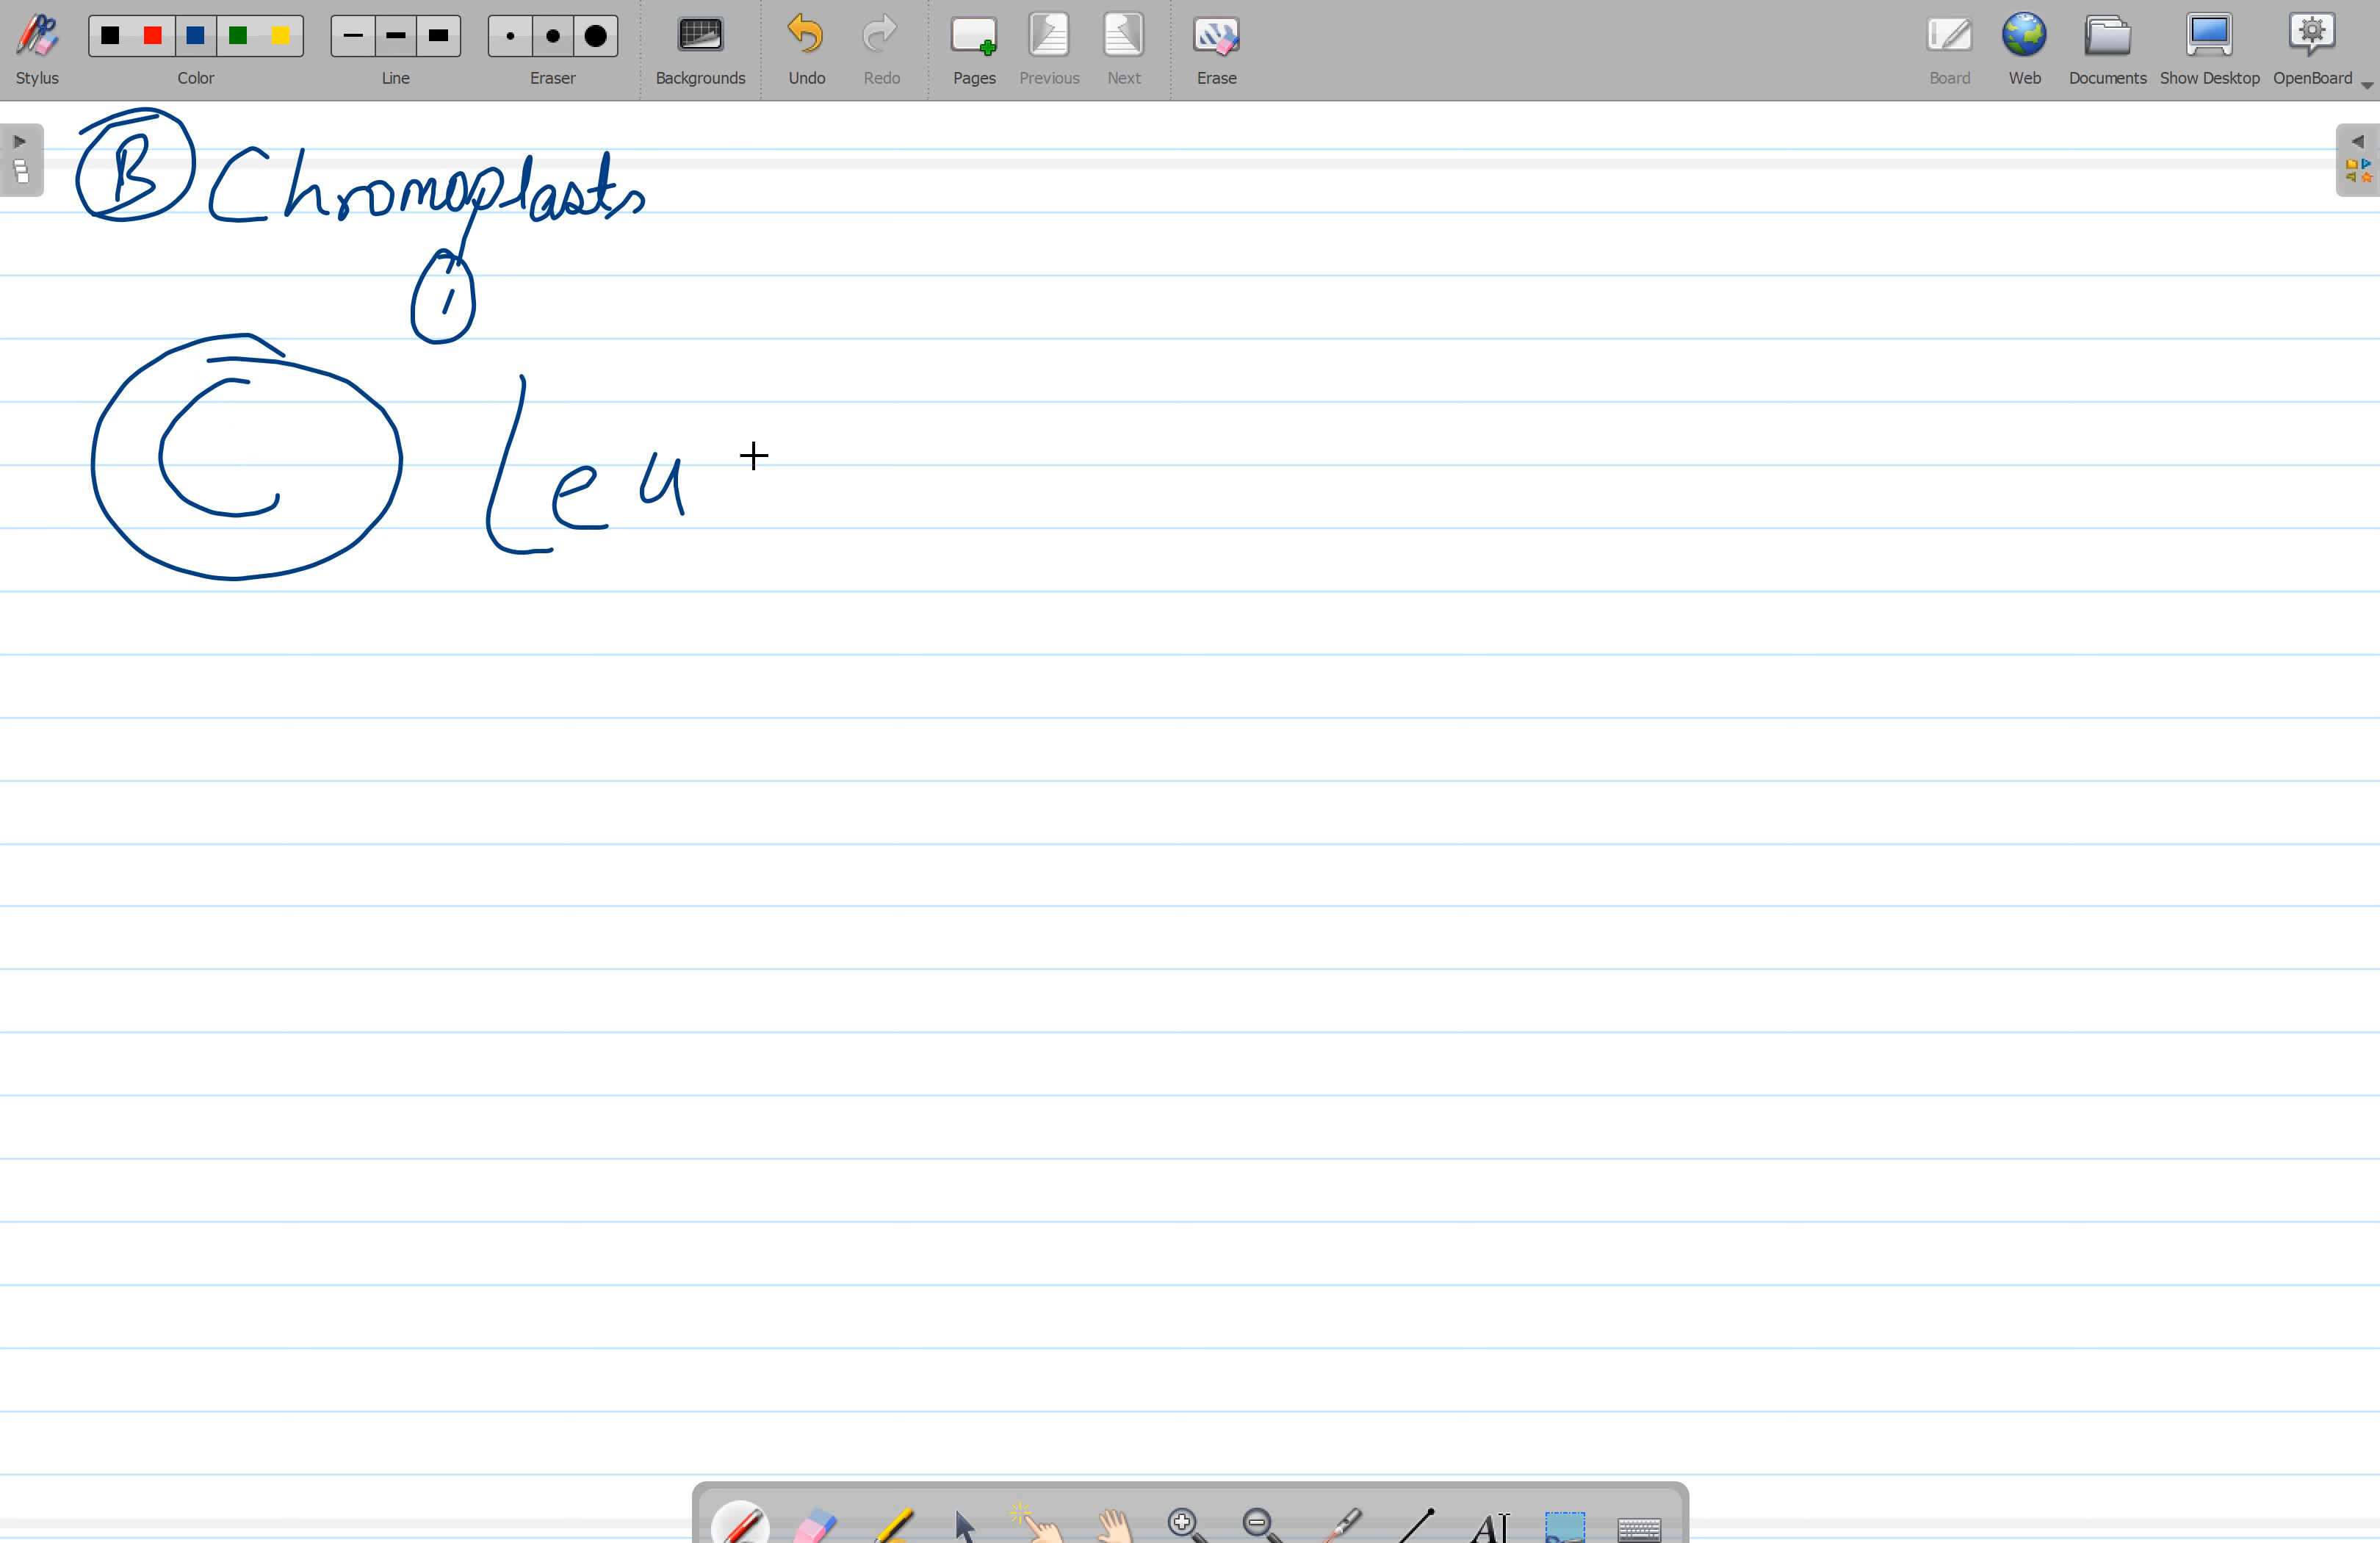 Stylus Color Line Eraser Backgrounds Undo Redo Pages Previous Next Erase Board Web Documents Show Desktop OpenBoard
B Chromoplasts
i
C Leu